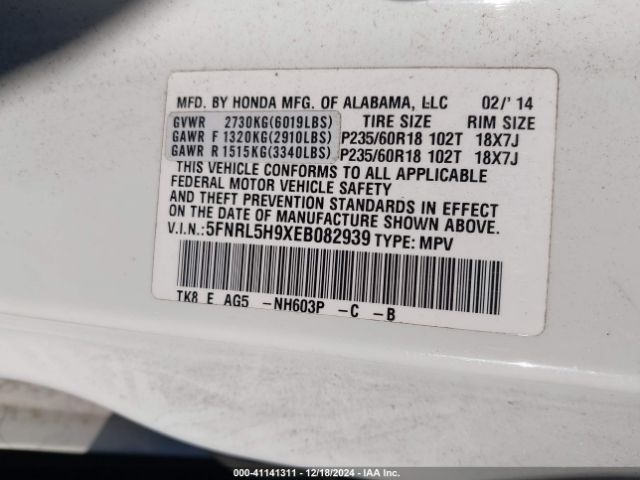 MFD. BY HONDA MFG. OF ALABAMA, LLC 02/'14
GVWR 2730KG(6019LBS) TIRE SIZE RIM SIZE
GAWR F 1320KG(2910LBS) P235/60R18 102T 18X7J
GAWR R 1515KG(3340LBS) P235/60R18 102T 18X7J
THIS VEHICLE CONFORMS TO ALL APPLICABLE
FEDERAL MOTOR VEHICLE SAFETY
AND THEFT PREVENTION STANDARDS IN EFFECT ON THE
DATE OF MANUFACTURE SHOWN ABOVE.
V.I.N.:5FNRL5H9XEB082939 TYPE: MPV
TK8 E AG5 -NH603P -C -B
000-41141311 - 12/18/2024 - IAA Inc.